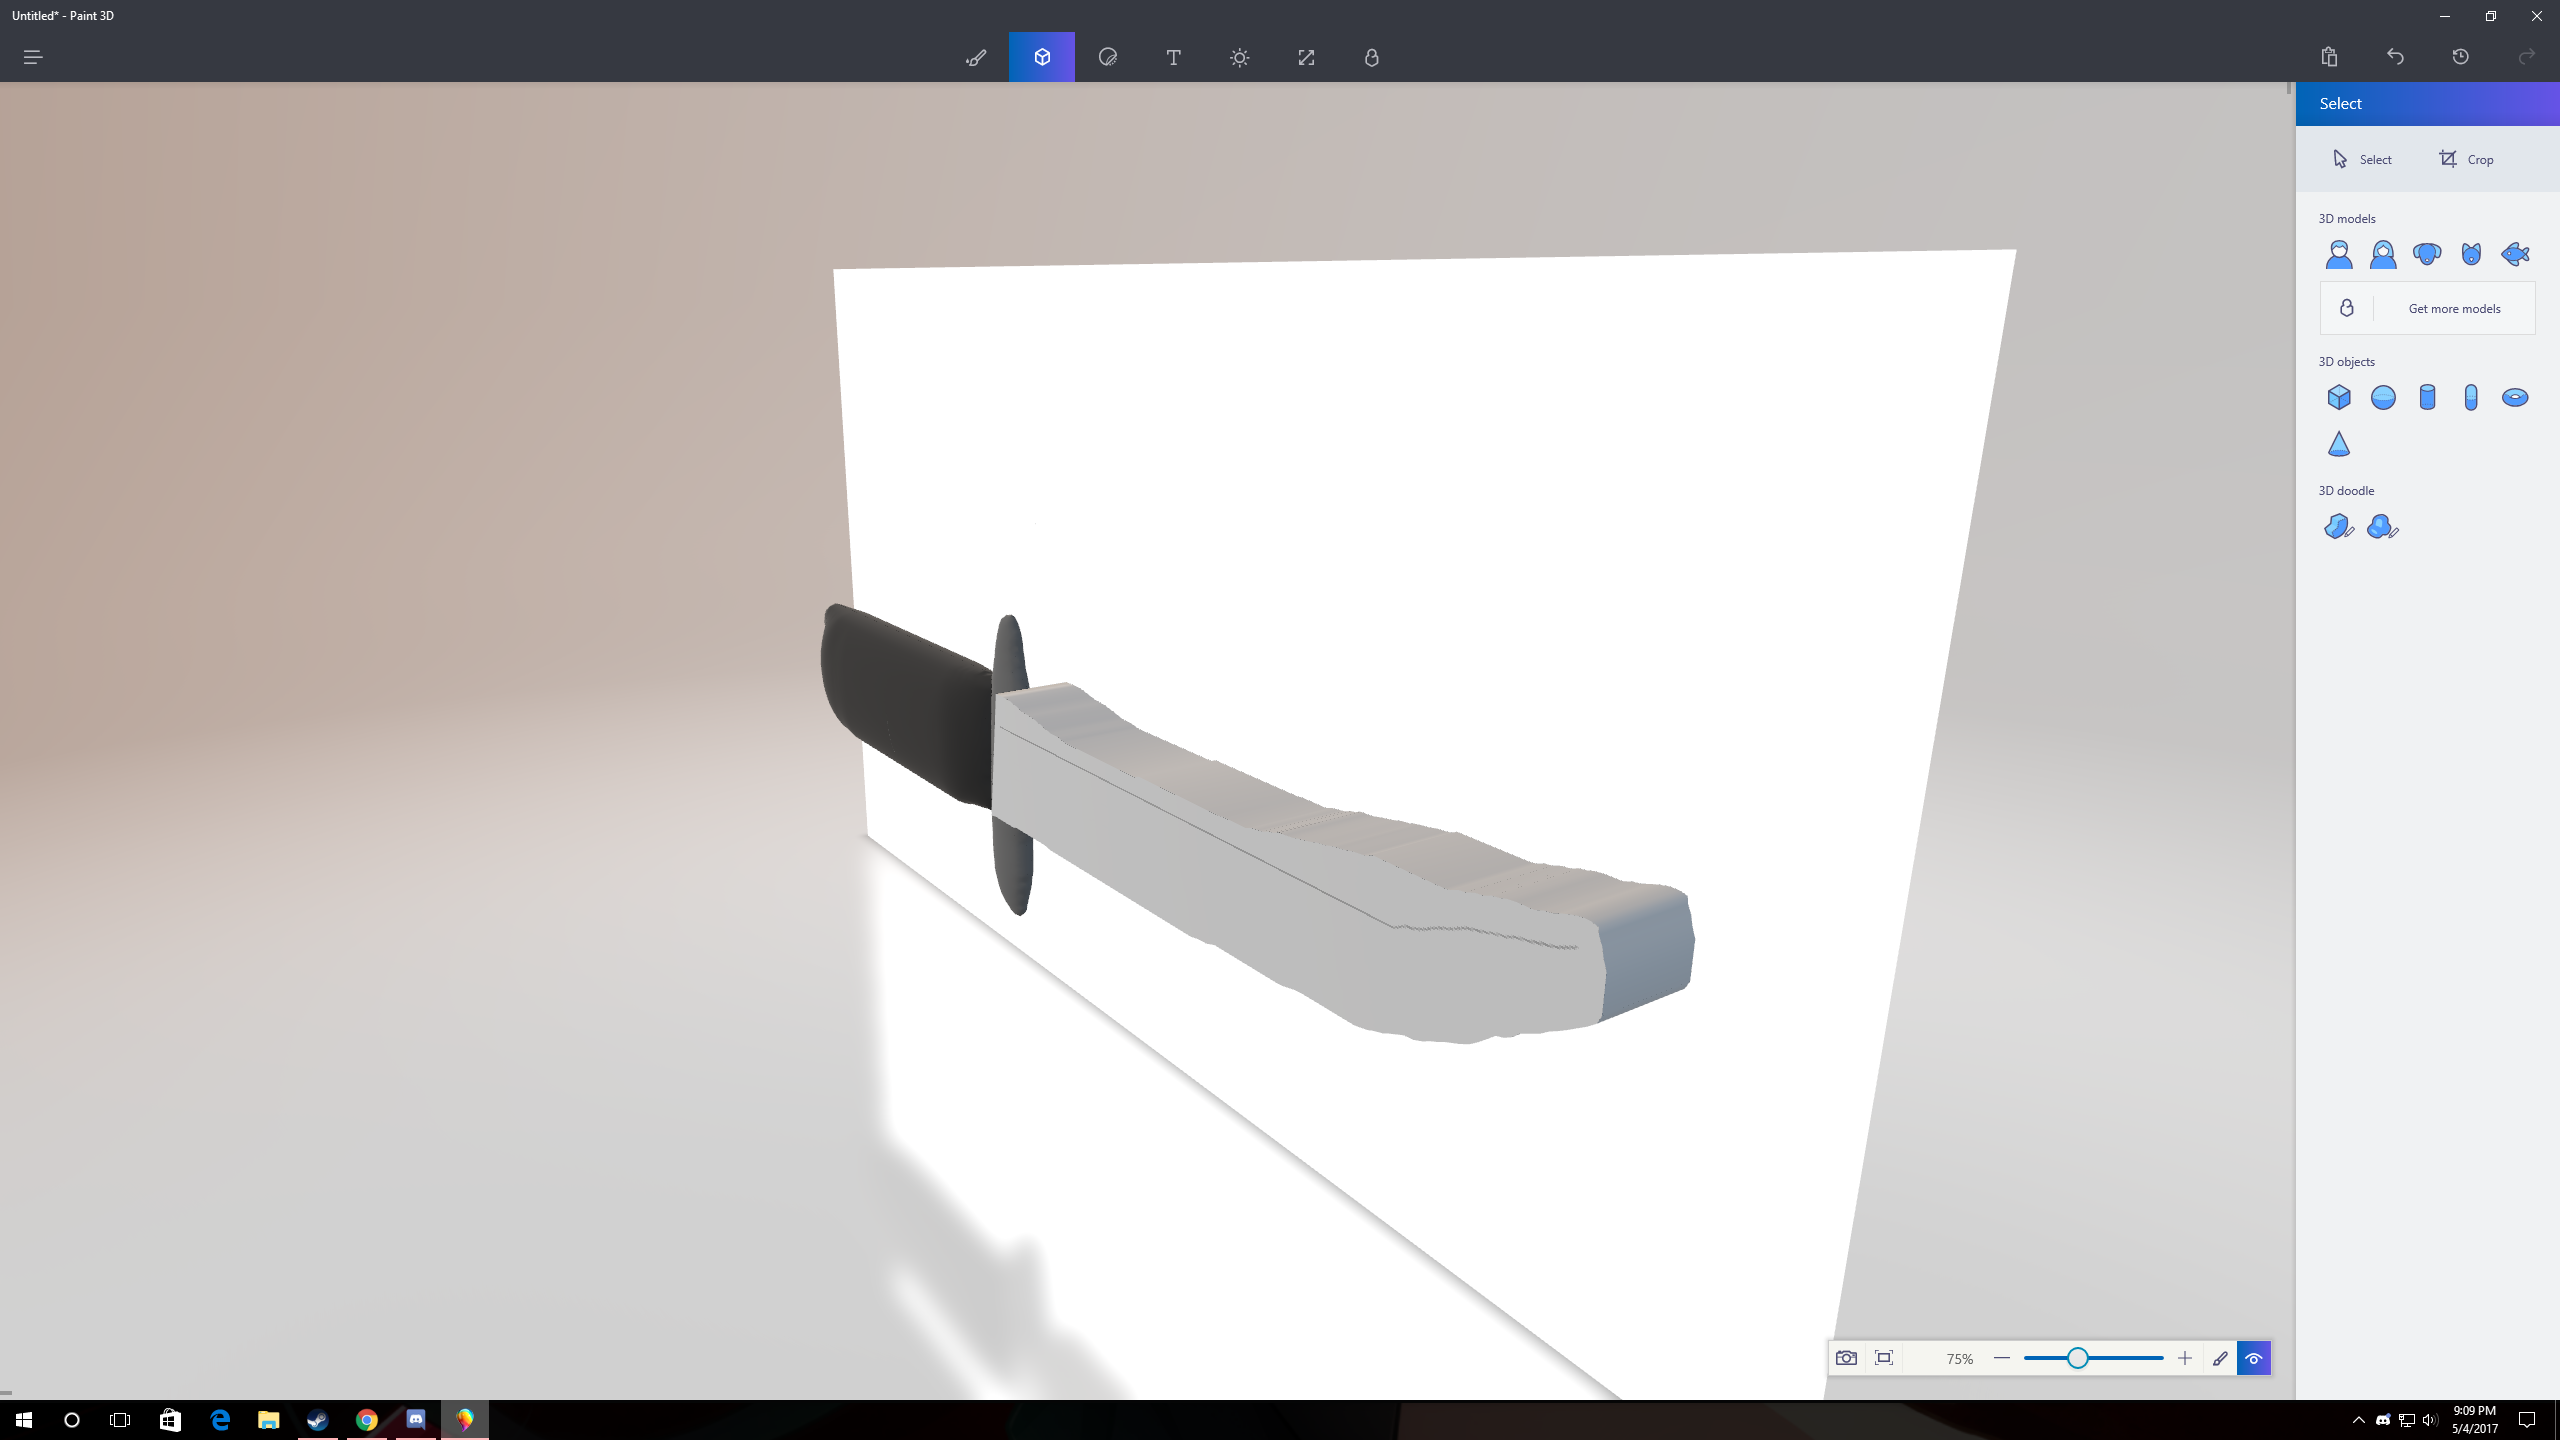 Untitled* - Paint 3D
Select
Select
Crop
3D models
Get more models
3D objects
3D doodle
75%
9:09 PM
5/4/2017